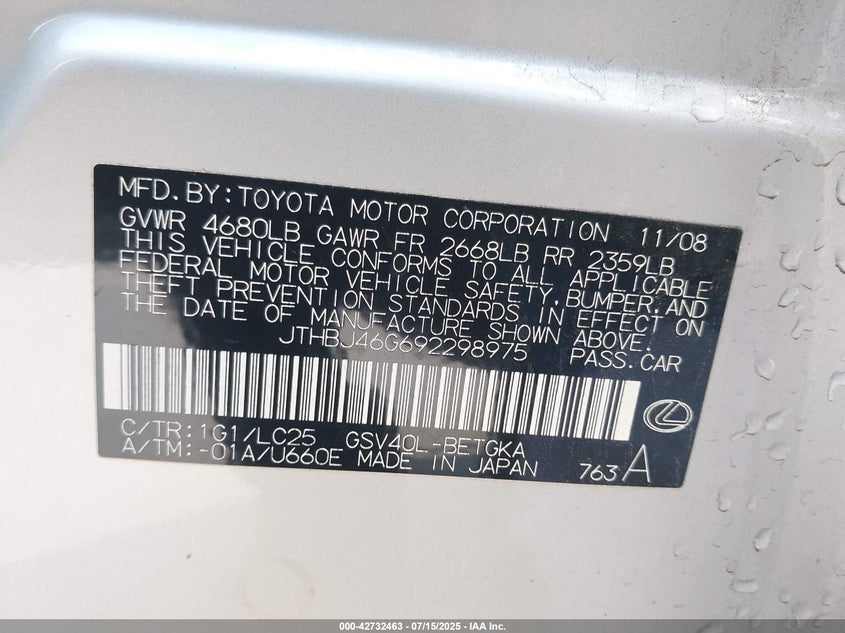 MFD. BY: TOYOTA MOTOR CORPORATION 11/08
GVWR 4680LB GAWR FR 2668LB RR 2359LB
THIS VEHICLE CONFORMS TO ALL APPLICABLE
FEDERAL MOTOR VEHICLE SAFETY, BUMPER, AND
THEFT PREVENTION STANDARDS IN EFFECT ON
THE DATE OF MANUFACTURE SHOWN ABOVE.
JTHBJ46G692298975 PASS. CAR
C/TR: 1G1/LC25 GSV40L-BETGKA
A/TM: -01A/U660E MADE IN JAPAN 763 A
000-42732463 - 07/15/2025 - IAA Inc.